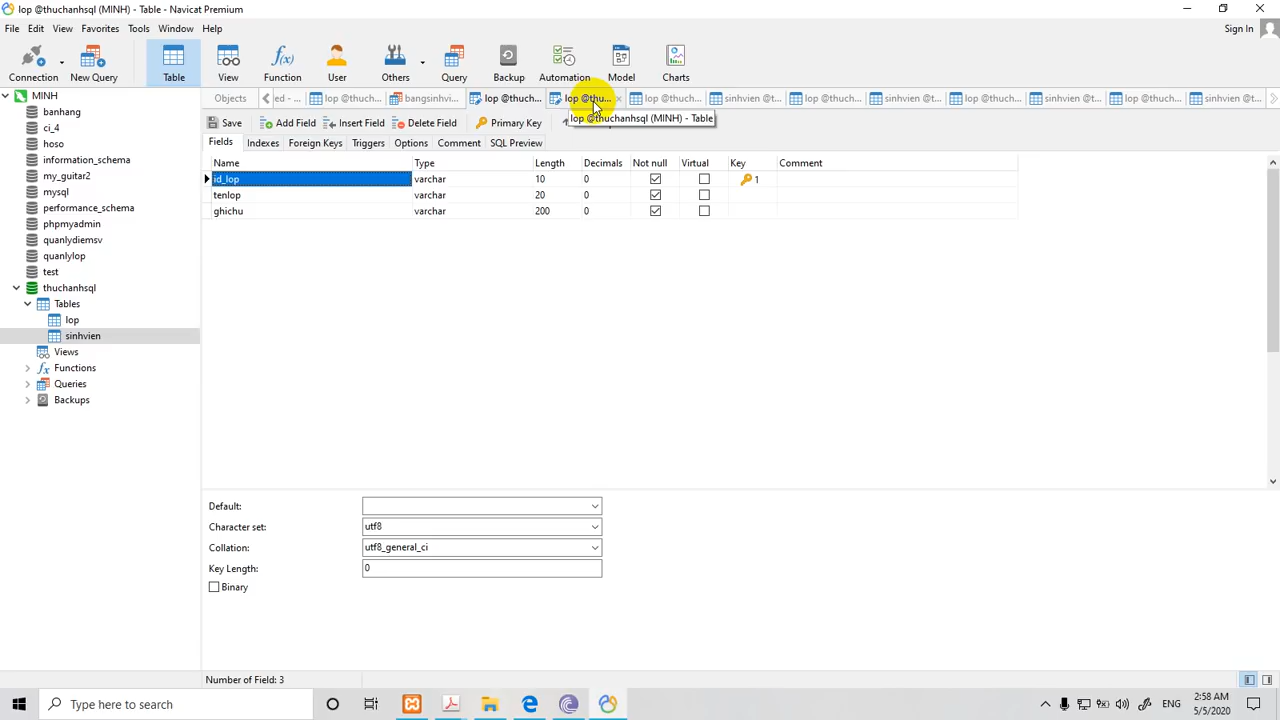 lop @thuchanhsql (MINH) - Table - Navicat Premium
File Edit View Favorites Tools Window Help
Sign In
Connection New Query Table View Function User Others Query Backup Automation Model Charts
MINH
banhang
ci_4
hoso
information_schema
my_guitar2
mysql
performance_schema
phpmyadmin
quanlydiemsv
quanlylop
test
thuchanhsql
Tables
lop
sinhvien
Views
Functions
Queries
Backups
Objects ed - ... lop @thuch... bangsinhvi... lop @thuch... lop @thu... lop @thuch... sinhvien @t... lop @thuch... sinhvien @t... lop @thuch... sinhvien @t... lop @thuch... sinhvien @t...
lop @thuchanhsql (MINH) - Table
Save Add Field Insert Field Delete Field Primary Key
Fields Indexes Foreign Keys Triggers Options Comment SQL Preview
Name Type Length Decimals Not null Virtual Key Comment
id_lop varchar 10 0 1
tenlop varchar 20 0
ghichu varchar 200 0
Default:
Character set: utf8
Collation: utf8_general_ci
Key Length: 0
Binary
Number of Field: 3
Type here to search
ENG
2:58 AM
5/5/2020